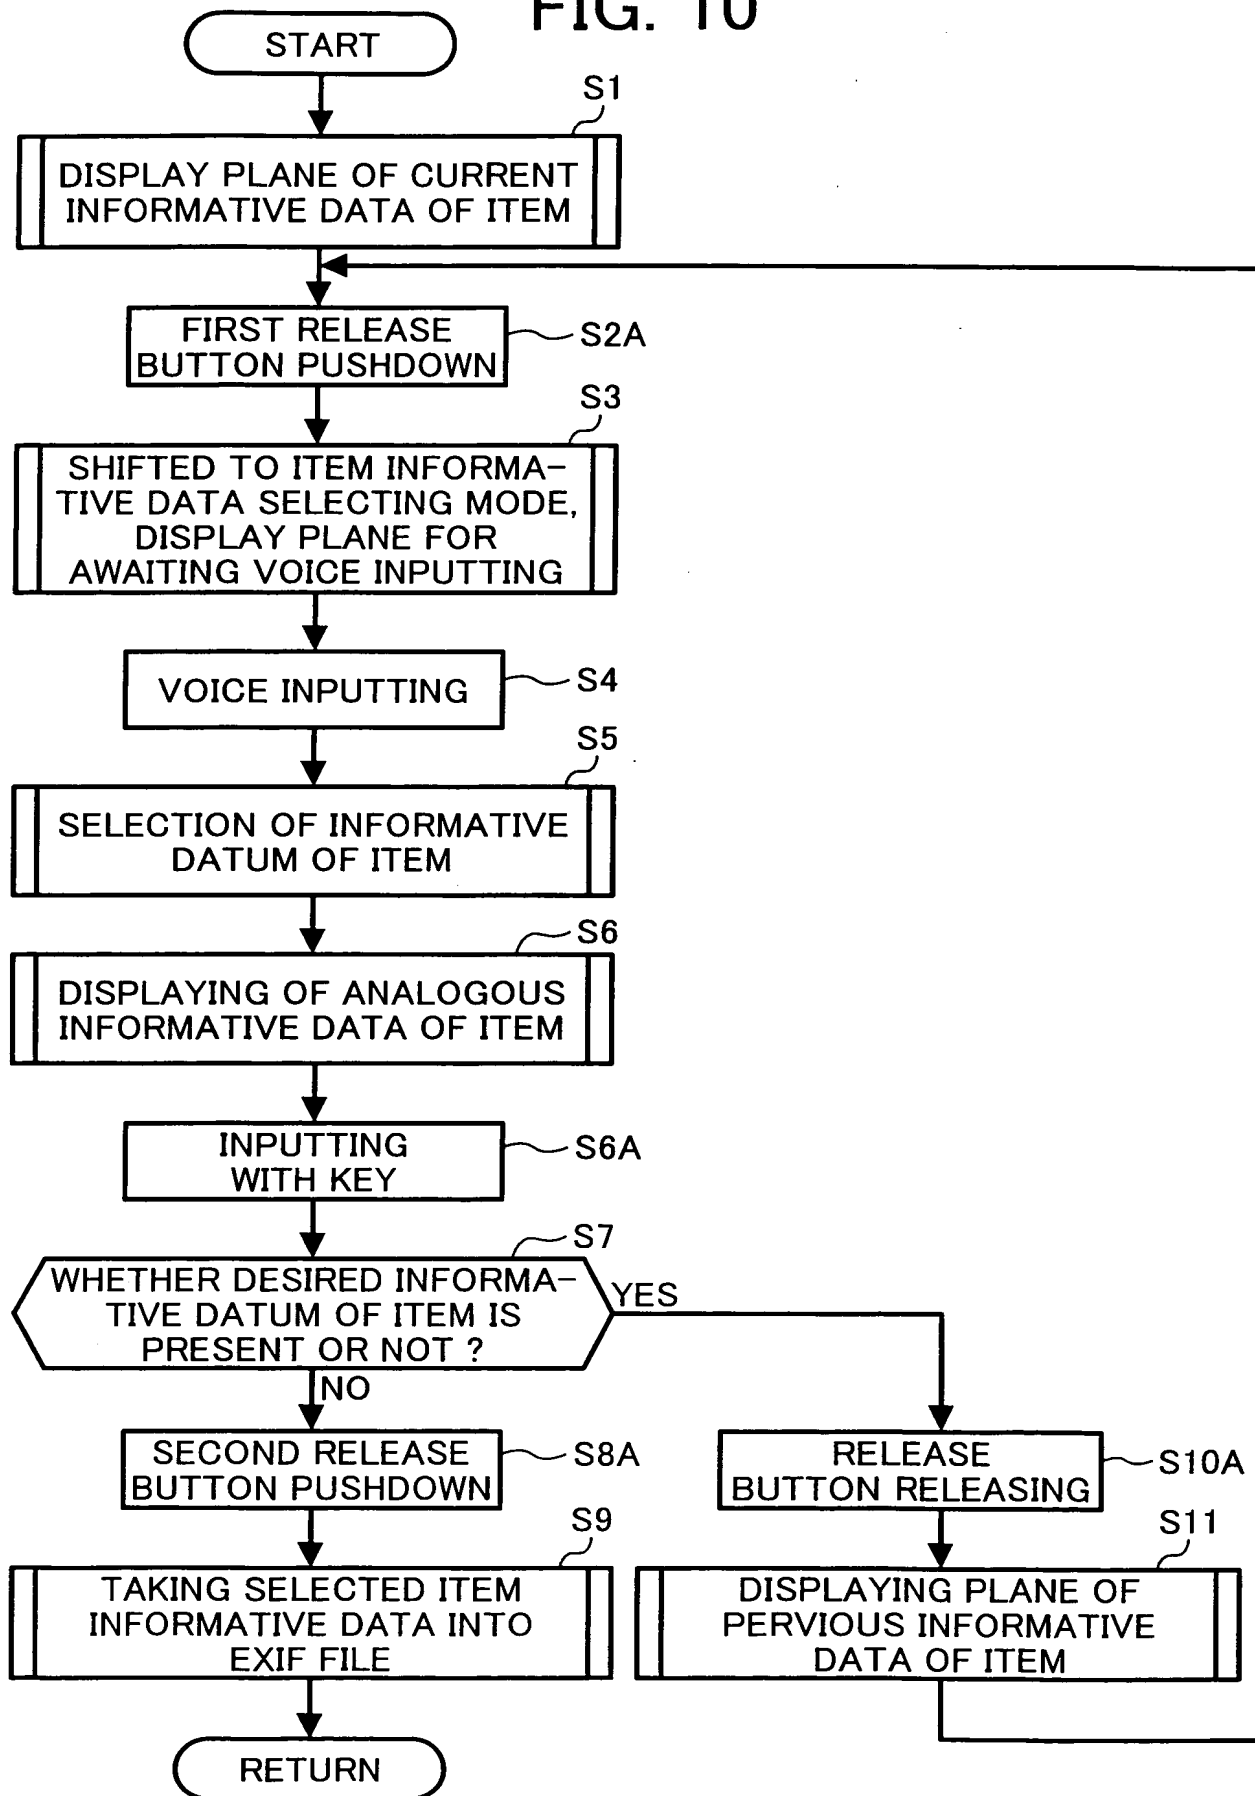 FIG. 10
START
S1
DISPLAY PLANE OF CURRENT
INFORMATIVE DATA OF ITEM
FIRST RELEASE
BUTTON PUSHDOWN
S2A
S3
SHIFTED TO ITEM INFORMA-
TIVE DATA SELECTING MODE,
DISPLAY PLANE FOR
AWAITING VOICE INPUTTING
VOICE INPUTTING
S4
S5
SELECTION OF INFORMATIVE
DATUM OF ITEM
S6
DISPLAYING OF ANALOGOUS
INFORMATIVE DATA OF ITEM
INPUTTING
WITH KEY
S6A
S7
WHETHER DESIRED INFORMA-
TIVE DATUM OF ITEM IS
PRESENT OR NOT ?
YES
NO
SECOND RELEASE
BUTTON PUSHDOWN
S8A
RELEASE
BUTTON RELEASING
S10A
S9
TAKING SELECTED ITEM
INFORMATIVE DATA INTO
EXIF FILE
S11
DISPLAYING PLANE OF
PERVIOUS INFORMATIVE
DATA OF ITEM
RETURN